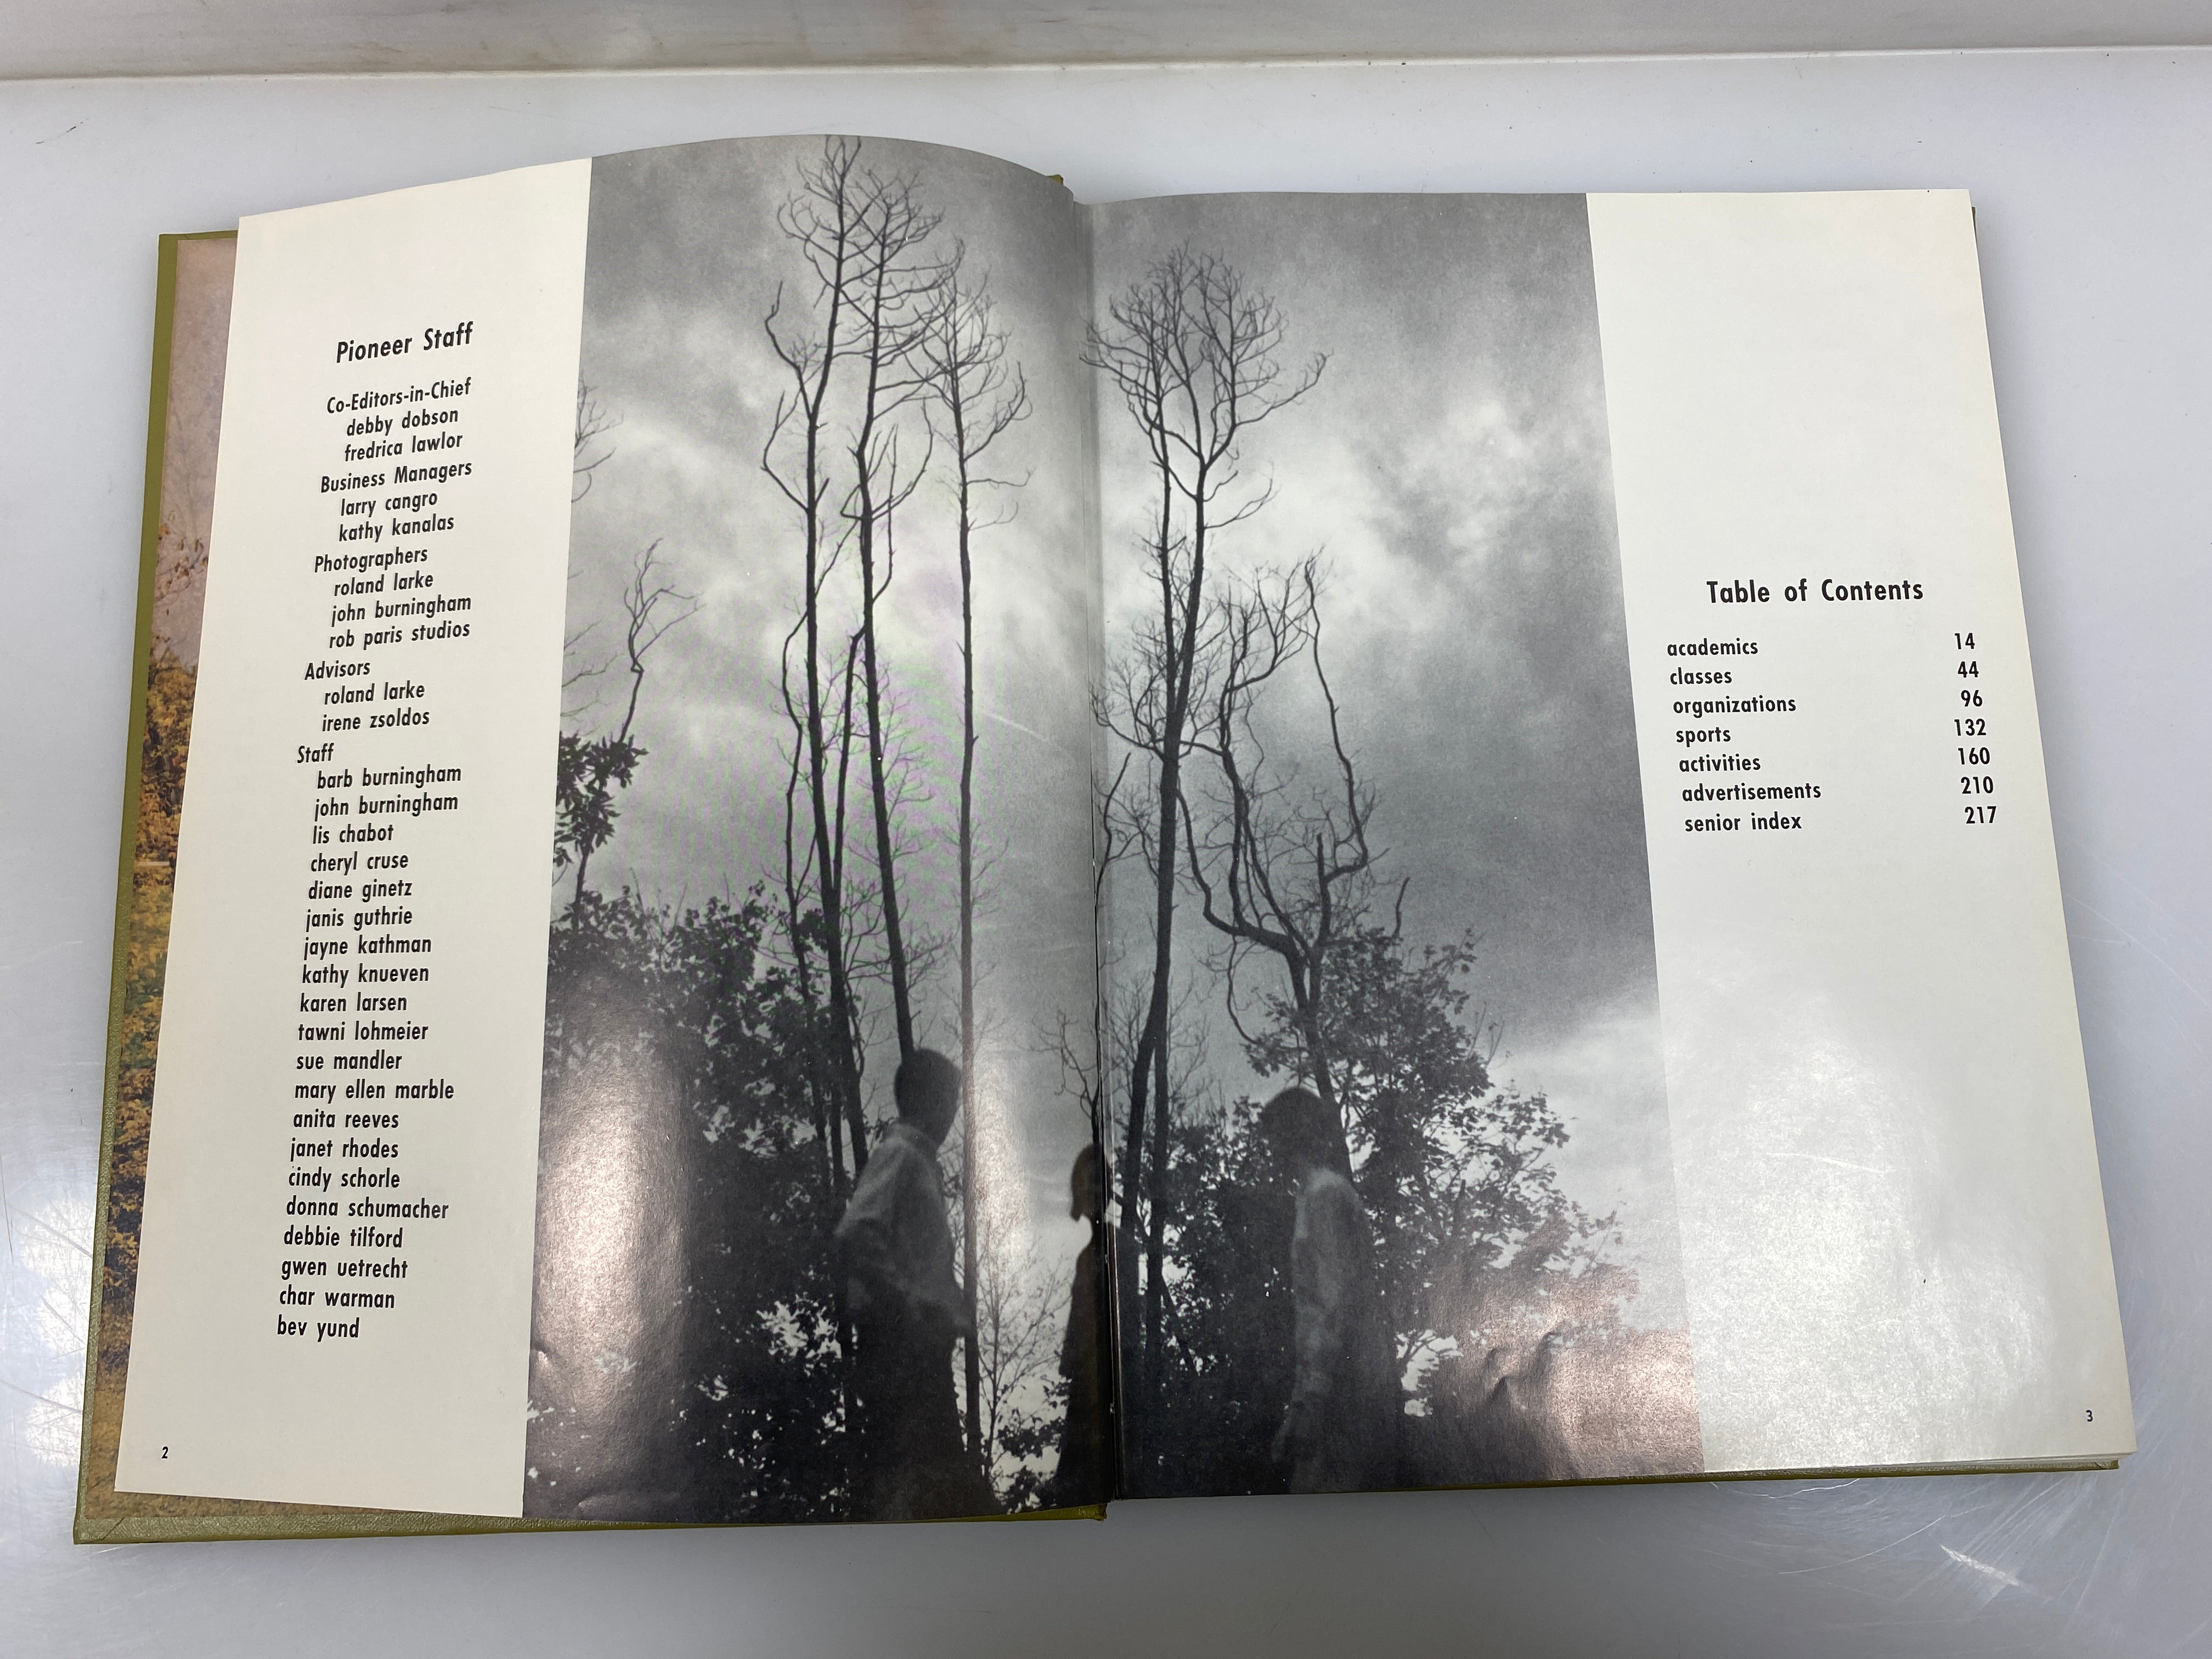 Pioneer Staff
Co-Editors-in-Chief
debby dobson
fredrica lawlor
Business Managers
larry cangro
kathy kanalas
Photographers
roland larke
john burningham
rob paris studios
Advisors
roland larke
irene zsoldos
Staff
barb burningham
john burningham
lis chabot
cheryl cruse
diane ginetz
janis guthrie
jayne kathman
kathy knueven
karen larsen
tawni lohmeier
sue mandler
mary ellen marble
anita reeves
janet rhodes
cindy schorle
donna schumacher
debbie tilford
gwen uetrecht
char warman
bev yund
2
Table of Contents
academics 14
classes 44
organizations 96
sports 132
activities 160
advertisements 210
senior index 217
3